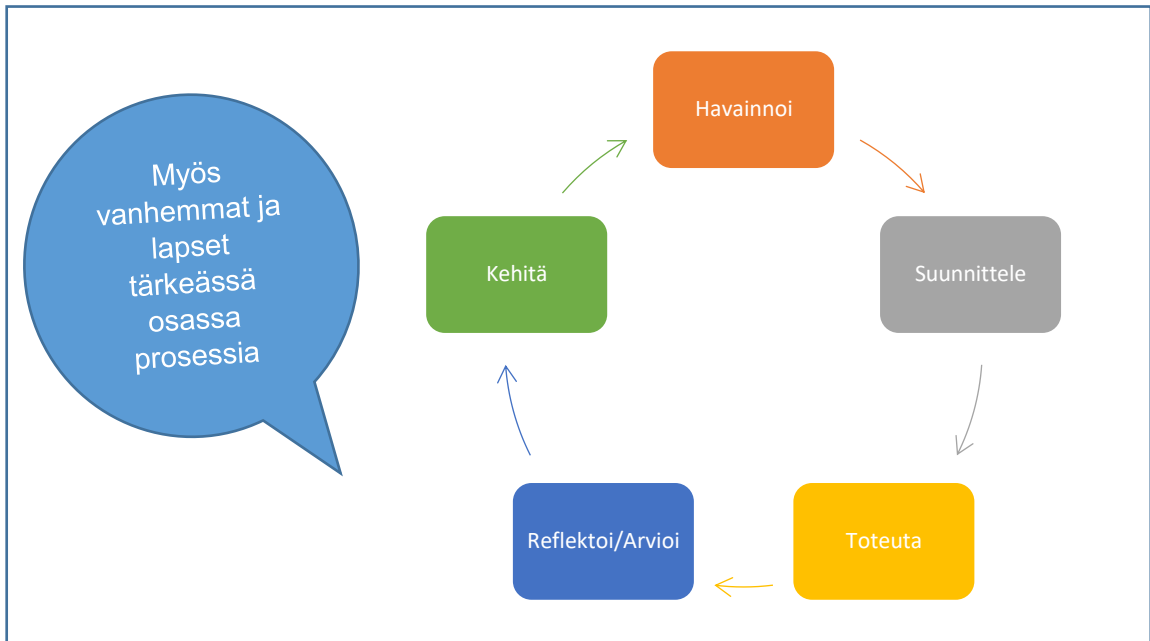 Myös
vanhemmat ja
lapset
tärkeässä
osassa
prosessia
Havainnoi
Suunnittele
Toteuta
Reflektoi/Arvioi
Kehitä